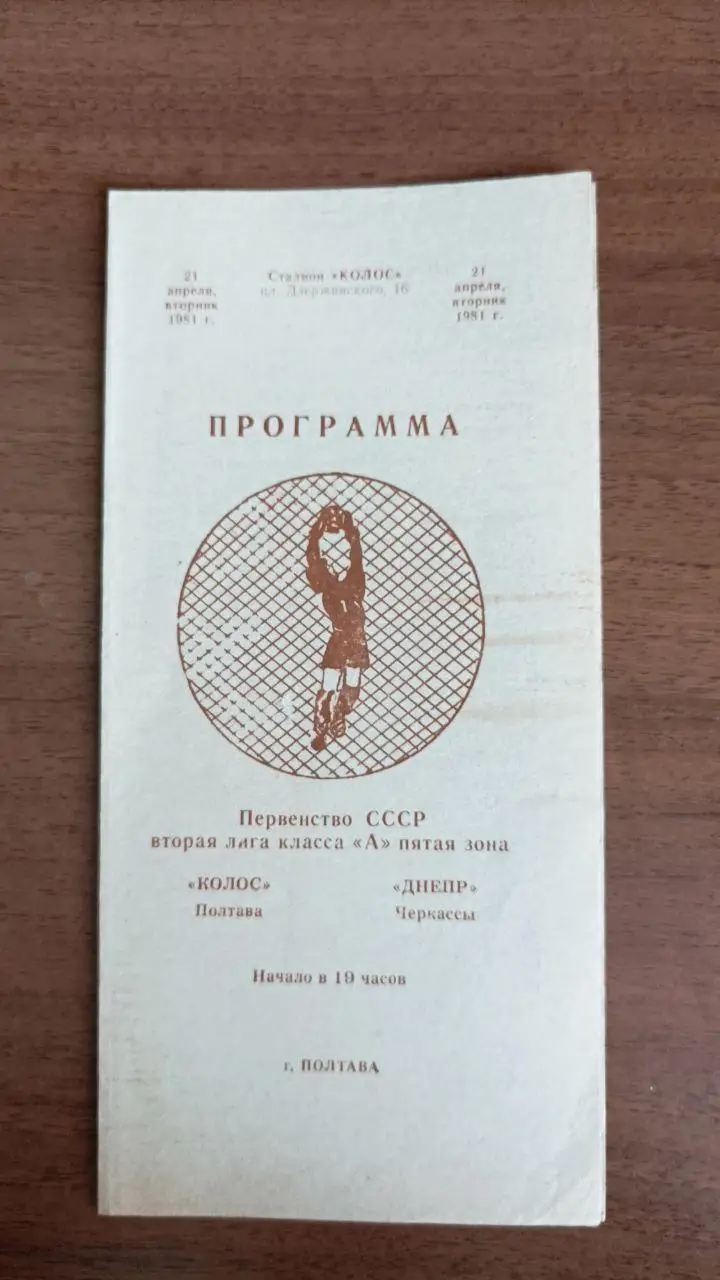 21
апреля,
вторник
1981 г.
Стадион «КОЛОС»
пл. Дзержинского, 16
21
апреля,
вторник
1981 г.
ПРОГРАММА
Первенство СССР
вторая лига класса «А» пятая зона
«КОЛОС»
Полтава
«ДНЕПР»
Черкассы
Начало в 19 часов
г. ПОЛТАВА